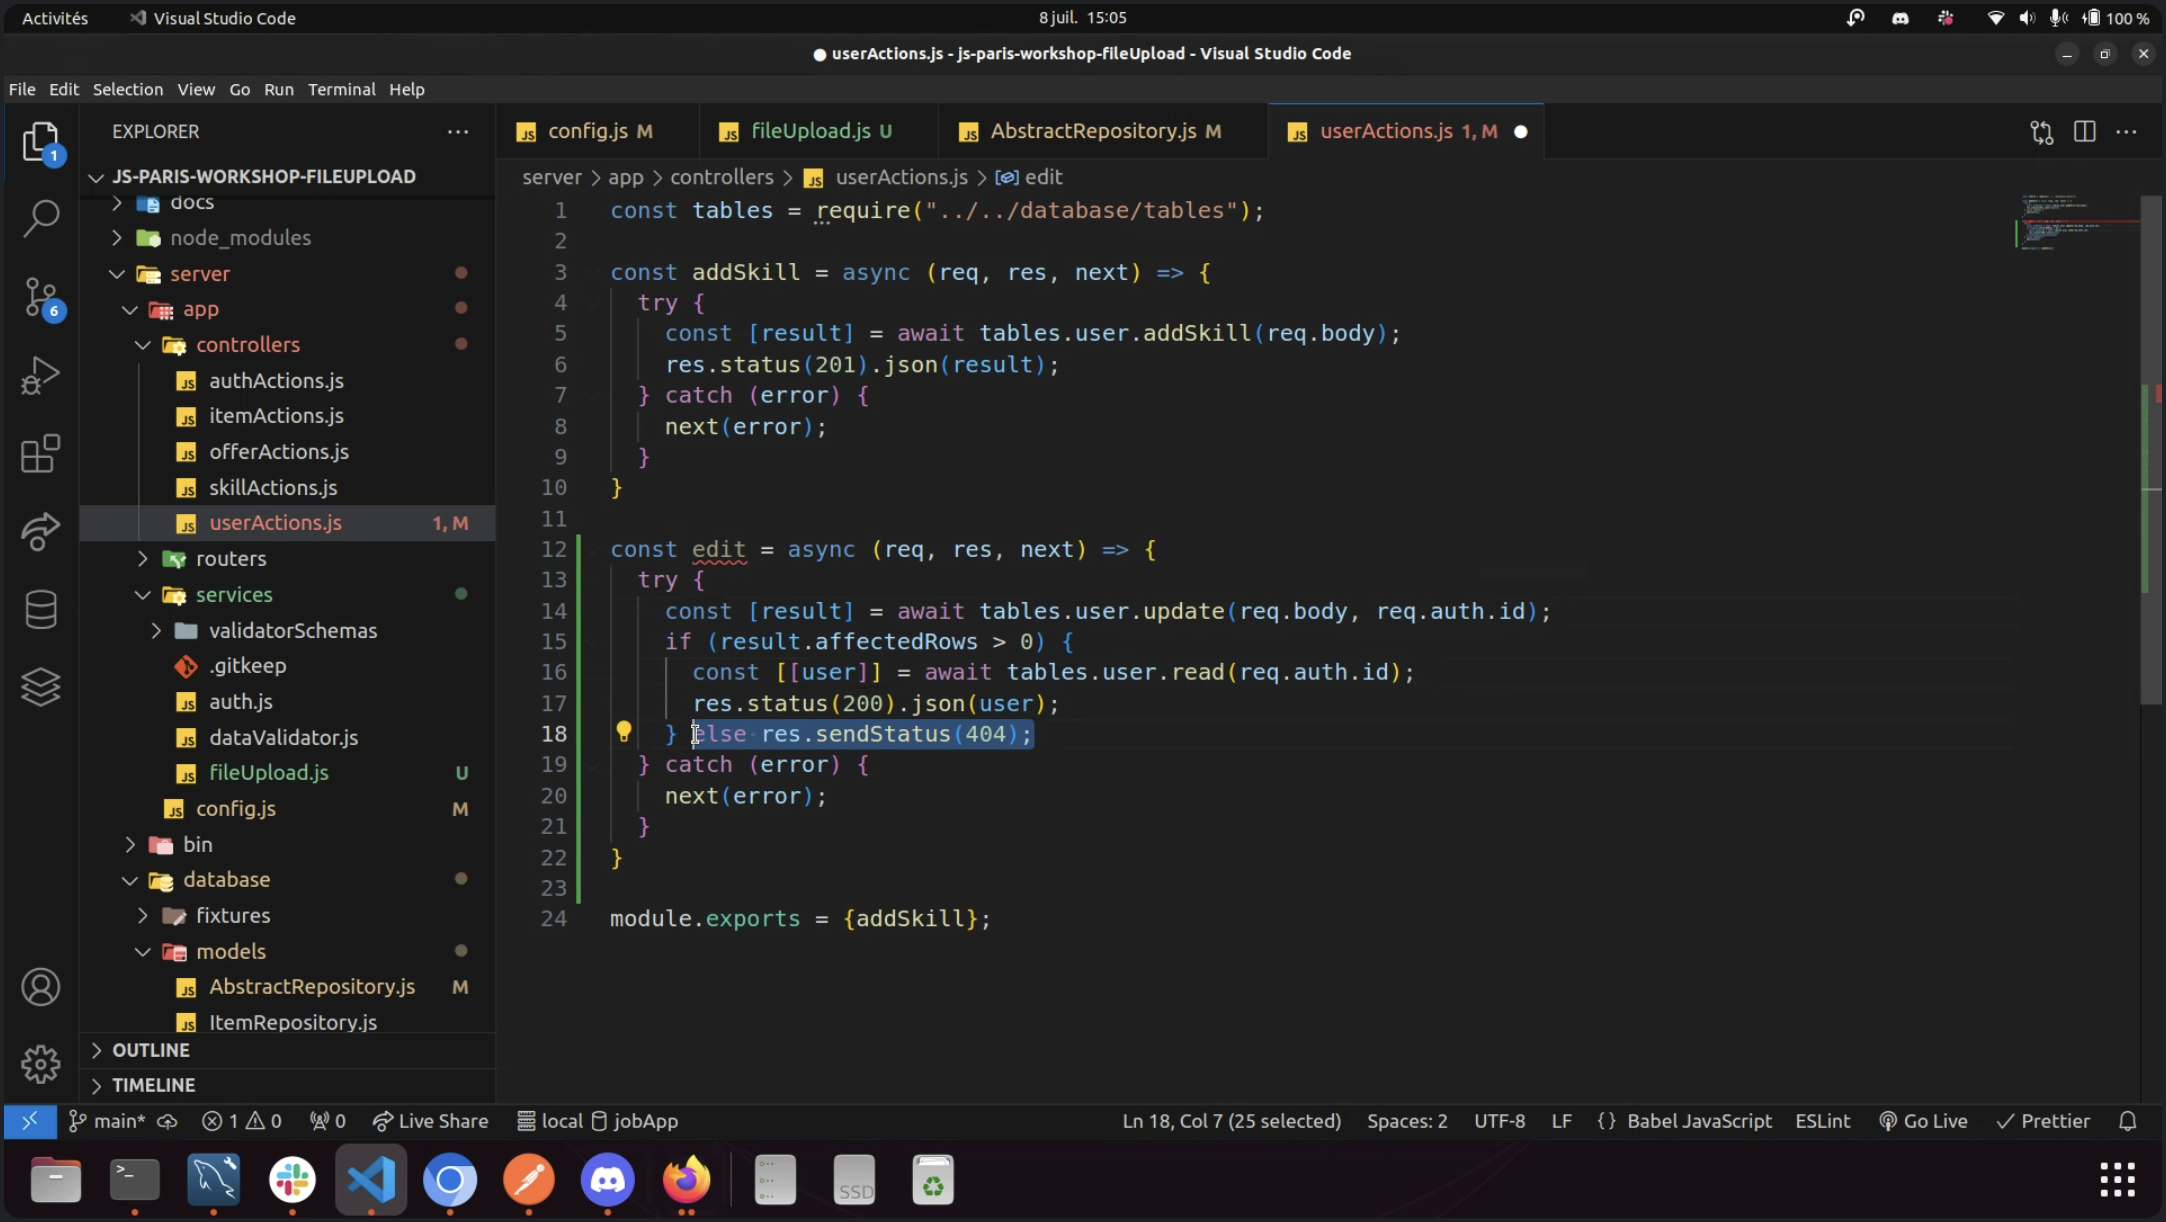 Activités
Visual Studio Code
8 juil. 15:05
100 %
● userActions.js - js-paris-workshop-fileUpload - Visual Studio Code
File Edit Selection View Go Run Terminal Help
EXPLORER
config.js M
fileUpload.js U
AbstractRepository.js M
userActions.js 1, M
JS-PARIS-WORKSHOP-FILEUPLOAD
docs
node_modules
server
app
controllers
authActions.js
itemActions.js
offerActions.js
skillActions.js
userActions.js 1, M
routers
services
validatorSchemas
.gitkeep
auth.js
dataValidator.js
fileUpload.js U
config.js M
bin
database
fixtures
models
AbstractRepository.js M
ItemRepository.js
OUTLINE
TIMELINE
1
6
server > app > controllers > userActions.js > edit
1 const tables = require("../../database/tables");
2
3 const addSkill = async (req, res, next) => {
4 try {
5 const [result] = await tables.user.addSkill(req.body);
6 res.status(201).json(result);
7 } catch (error) {
8 next(error);
9 }
10 }
11
12 const edit = async (req, res, next) => {
13 try {
14 const [result] = await tables.user.update(req.body, req.auth.id);
15 if (result.affectedRows > 0) {
16 const [[user]] = await tables.user.read(req.auth.id);
17 res.status(200).json(user);
18 } else res.sendStatus(404);
19 } catch (error) {
20 next(error);
21 }
22 }
23
24 module.exports = {addSkill};
main* 1 0 0 Live Share local jobApp
Ln 18, Col 7 (25 selected) Spaces: 2 UTF-8 LF {} Babel JavaScript ESLint Go Live Prettier
SSD